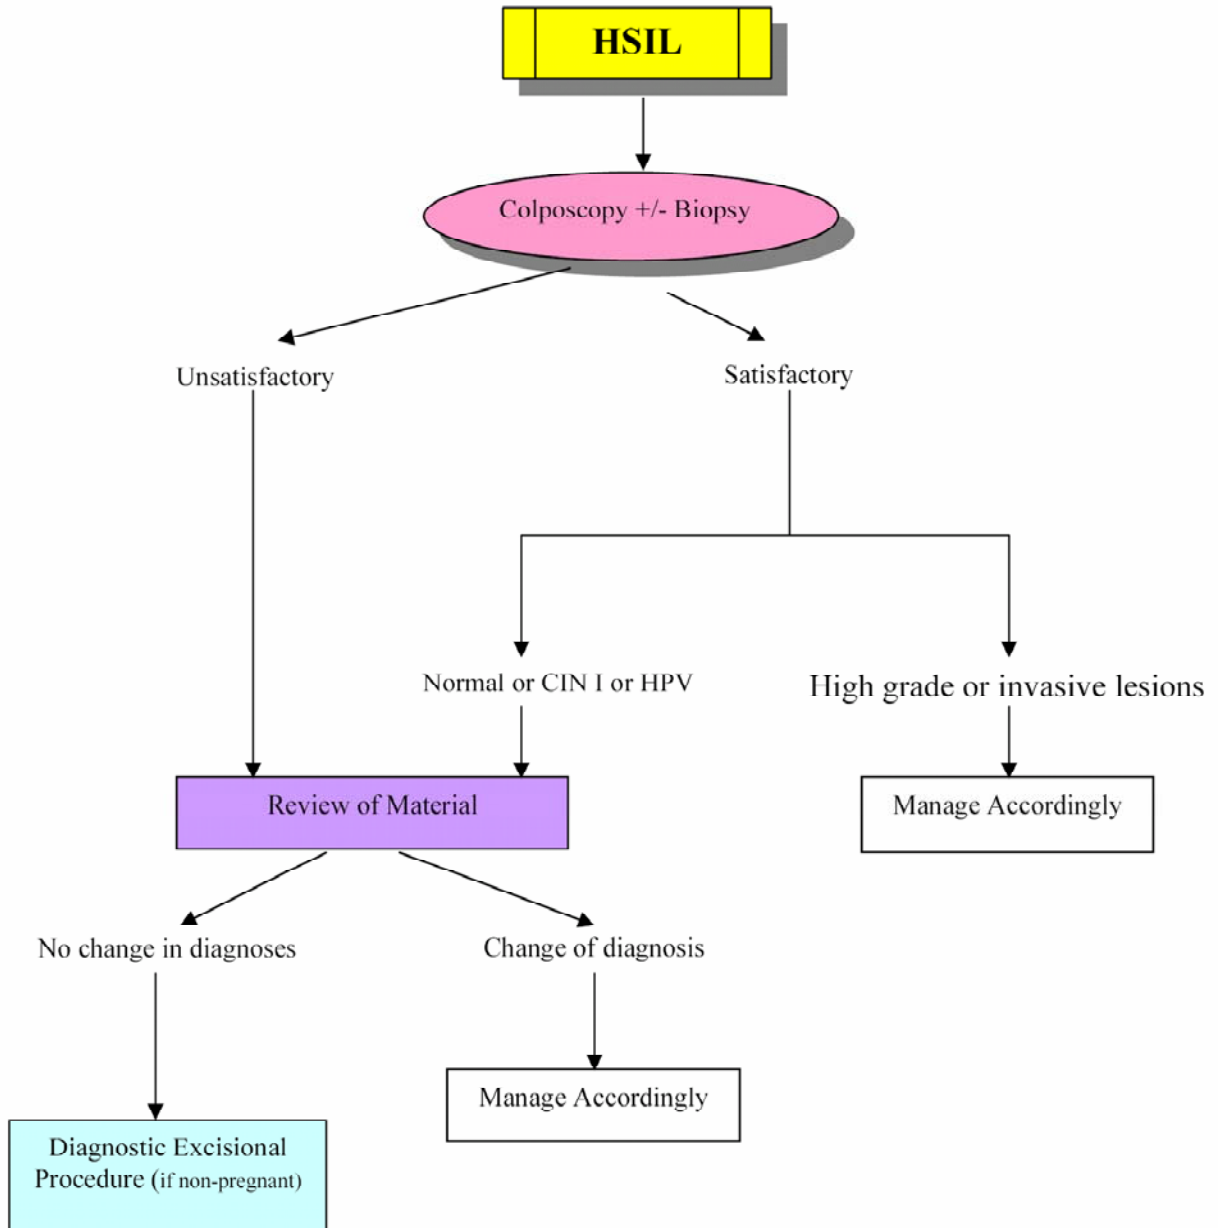 HSIL
Colposcopy +/- Biopsy
Unsatisfactory
Satisfactory
Normal or CIN I or HPV
High grade or invasive lesions
Review of Material
Manage Accordingly
No change in diagnoses
Change of diagnosis
Manage Accordingly
Diagnostic Excisional
Procedure (if non-pregnant)